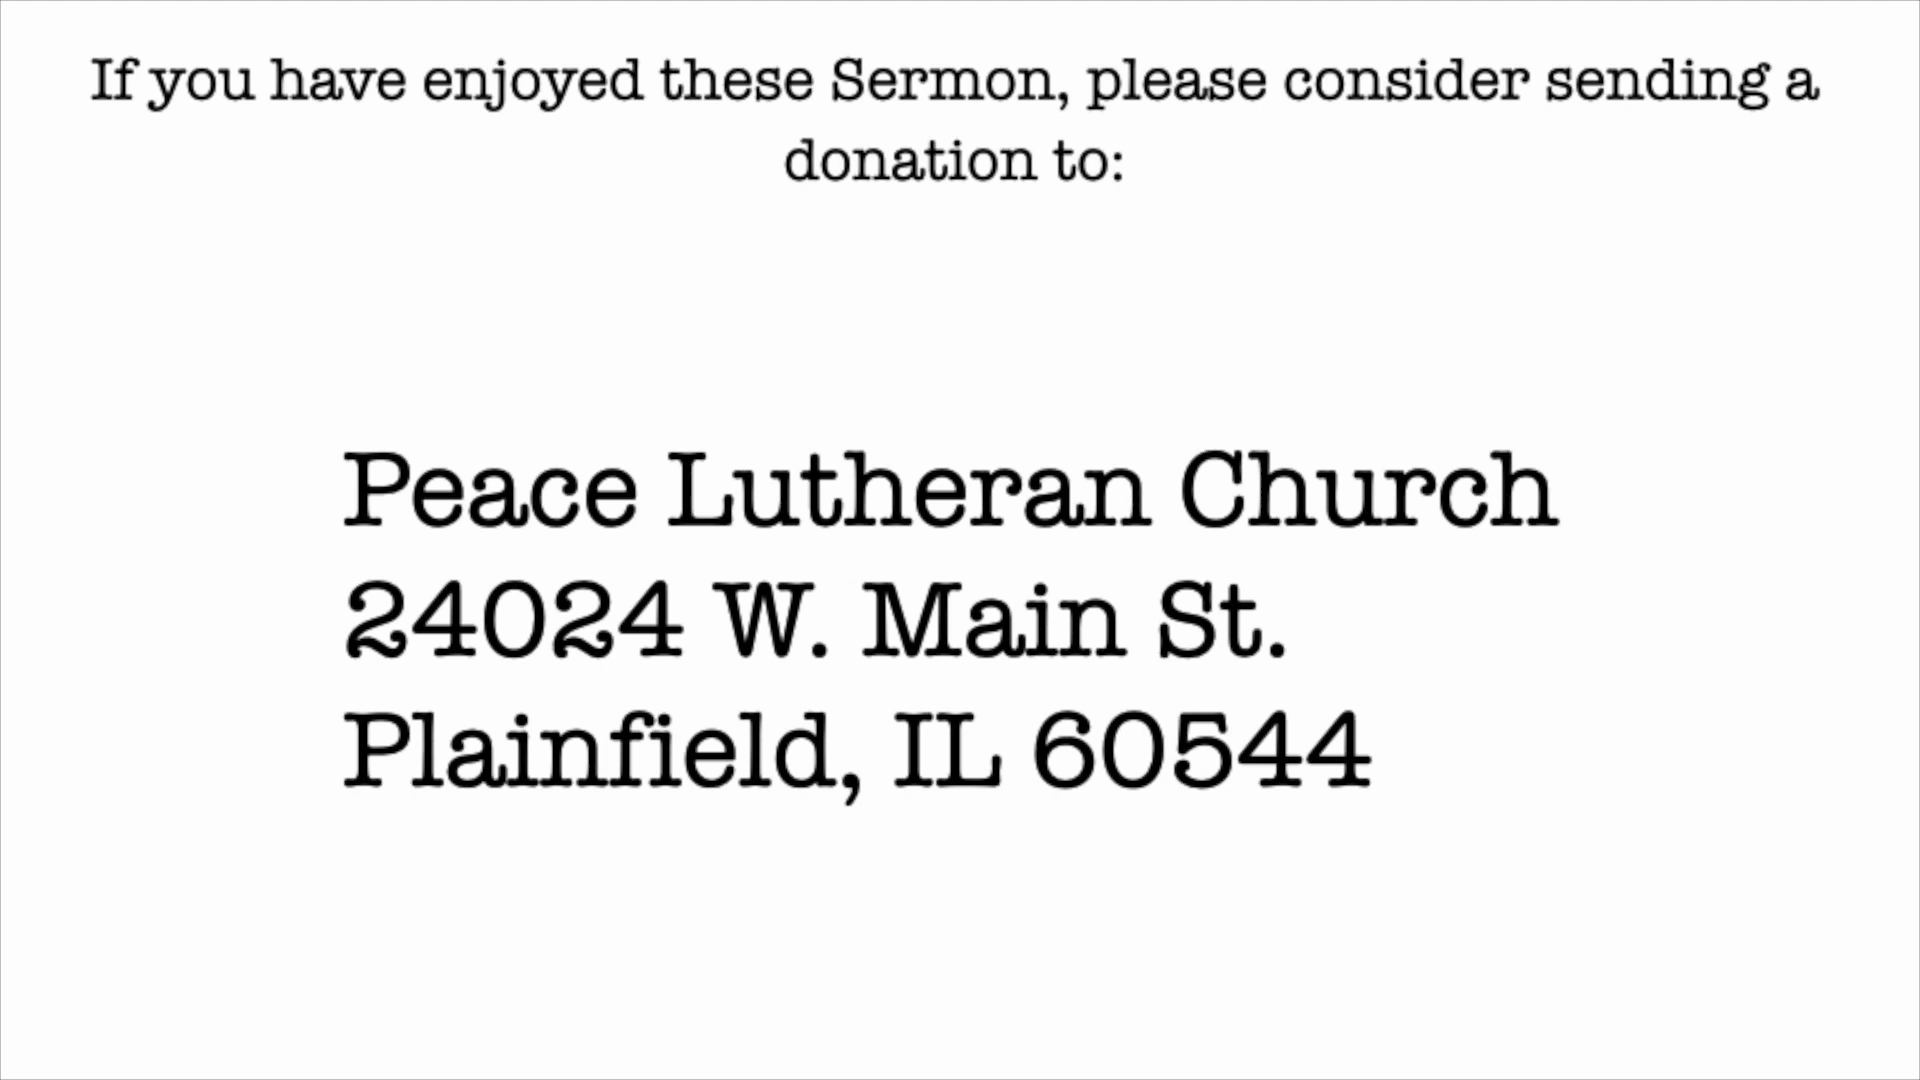 If you have enjoyed these Sermon, please consider sending a
donation to:
Peace Lutheran Church
24024 W. Main St.
Plainfield, IL 60544